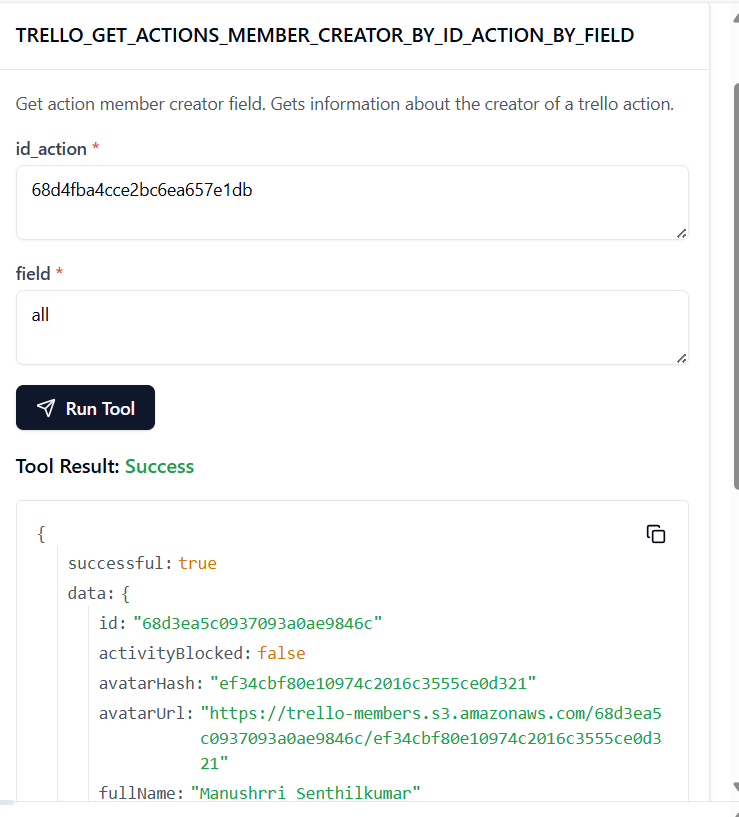 TRELLO_GET_ACTIONS_MEMBER_CREATOR_BY_ID_ACTION_BY_FIELD
Get action member creator field. Gets information about the creator of a trello action.
id_action *
68d4fba4cce2bc6ea657e1db
field *
all
Run Tool
Tool Result: Success
{
successful: true
data: {
id: "68d3ea5c0937093a0ae9846c"
activityBlocked: false
avatarHash: "ef34cbf80e10974c2016c3555ce0d321"
avatarUrl: "https://trello-members.s3.amazonaws.com/68d3ea5
c0937093a0ae9846c/ef34cbf80e10974c2016c3555ce0d3
21"
fullName: "Manushrri Senthilkumar"